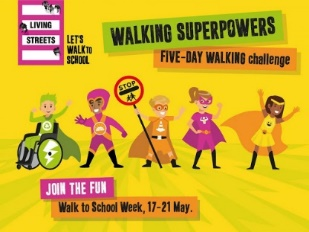 LIVING
STREETS
LET'S
WALK TO
SCHOOL
WALKING SUPERPOWERS
FIVE-DAY WALKING challenge
STOP
JOIN THE FUN
Walk to School Week, 17-21 May.